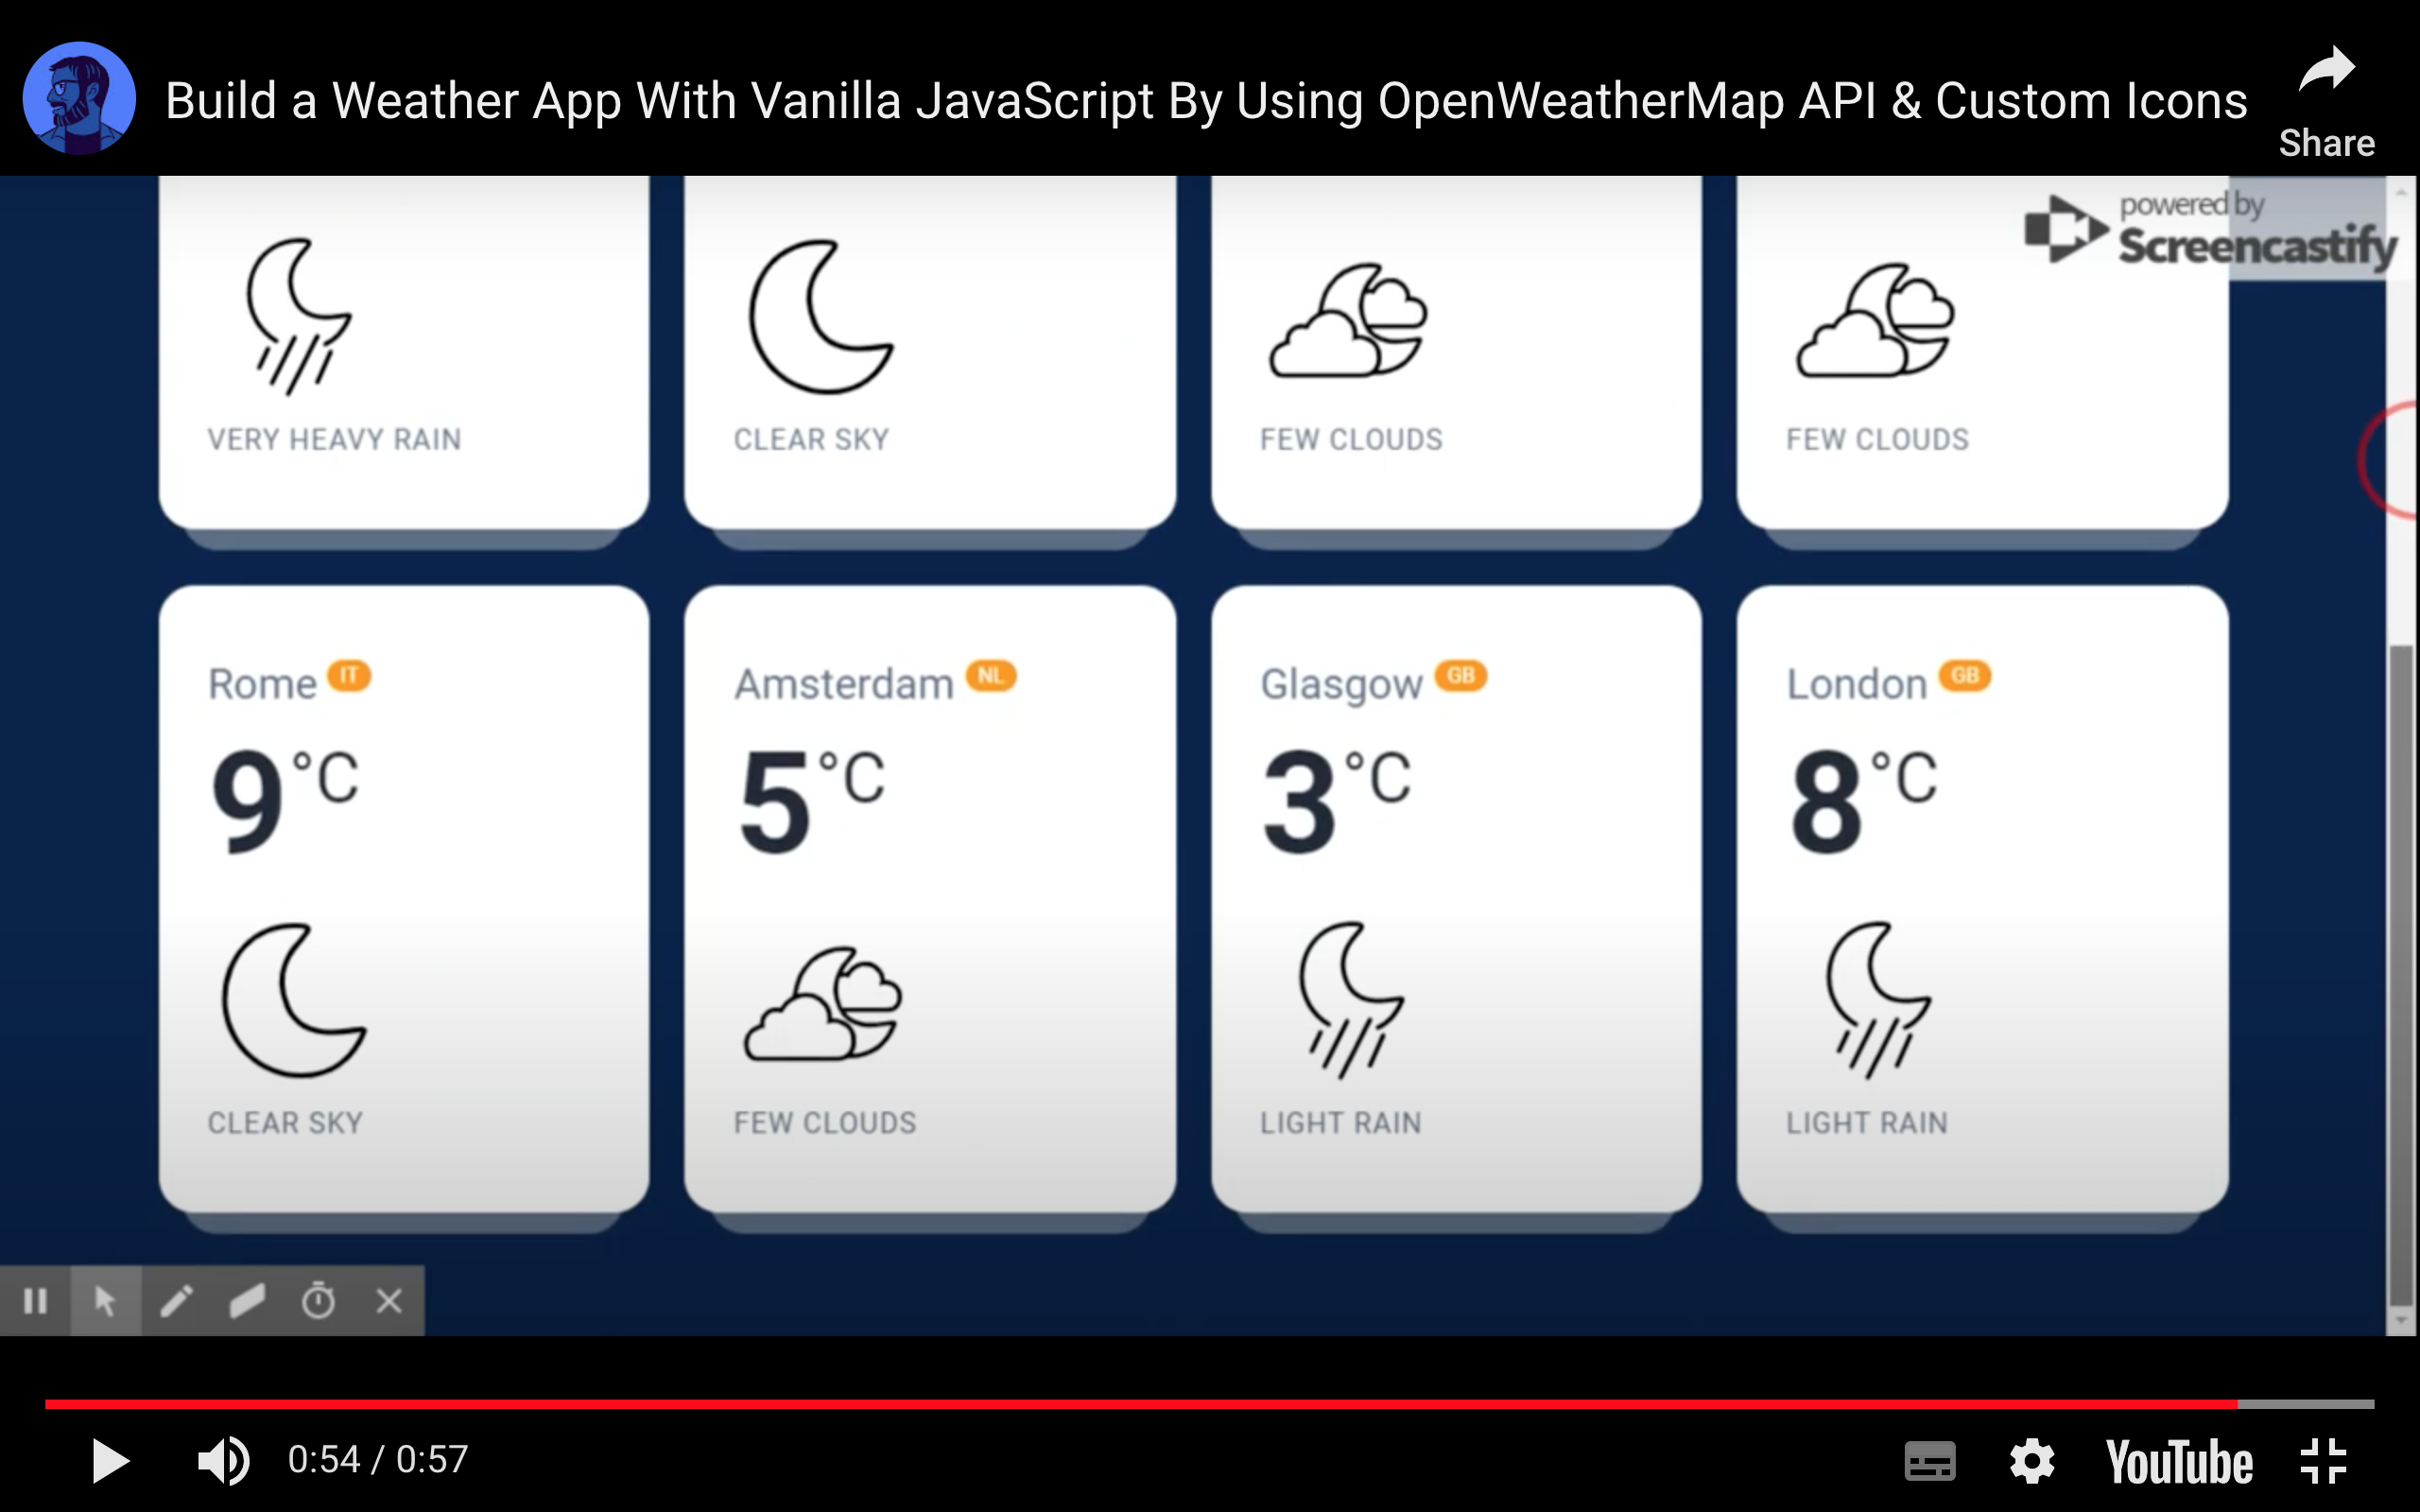 Build a Weather App With Vanilla JavaScript By Using OpenWeatherMap API & Custom Icons
Share
powered by
Screencastify
VERY HEAVY RAIN
CLEAR SKY
FEW CLOUDS
FEW CLOUDS
Rome IT
9°C
CLEAR SKY
Amsterdam NL
5°C
FEW CLOUDS
Glasgow GB
3°C
LIGHT RAIN
London GB
8°C
LIGHT RAIN
0:54 / 0:57
YouTube